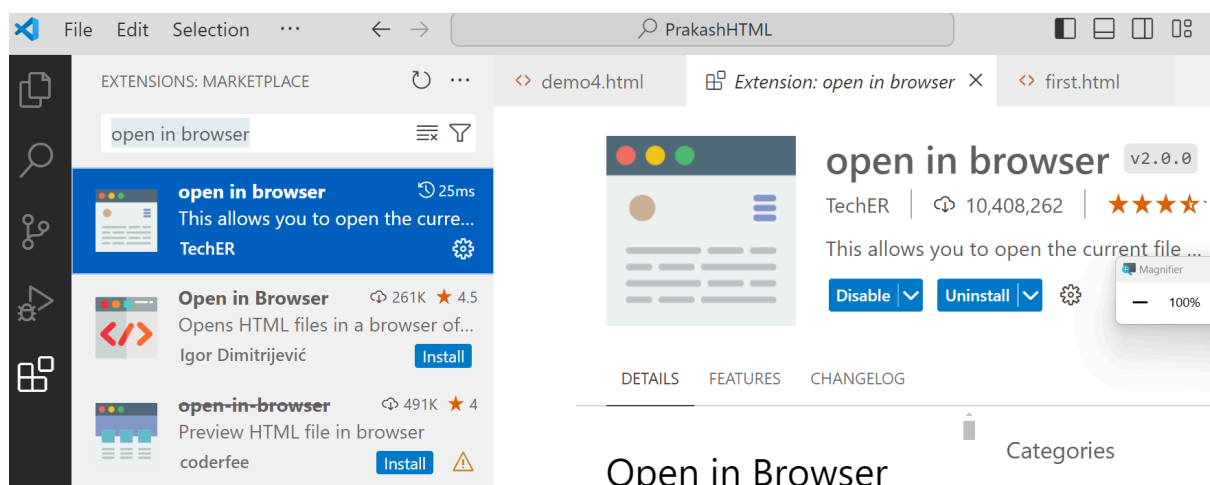 File Edit Selection ··· PrakashHTML
EXTENSIONS: MARKETPLACE ···
open in browser
open in browser 25ms
This allows you to open the curre...
TechER
Open in Browser 261K ★ 4.5
Opens HTML files in a browser of...
Igor Dimitrijević Install
open-in-browser 491K ★ 4
Preview HTML file in browser
coderfee Install
demo4.html Extension: open in browser × first.html
open in browser v2.0.0
TechER 10,408,262
This allows you to open the current file ...
Disable Uninstall
Magnifier
100%
DETAILS FEATURES CHANGELOG
Open in Browser
Categories